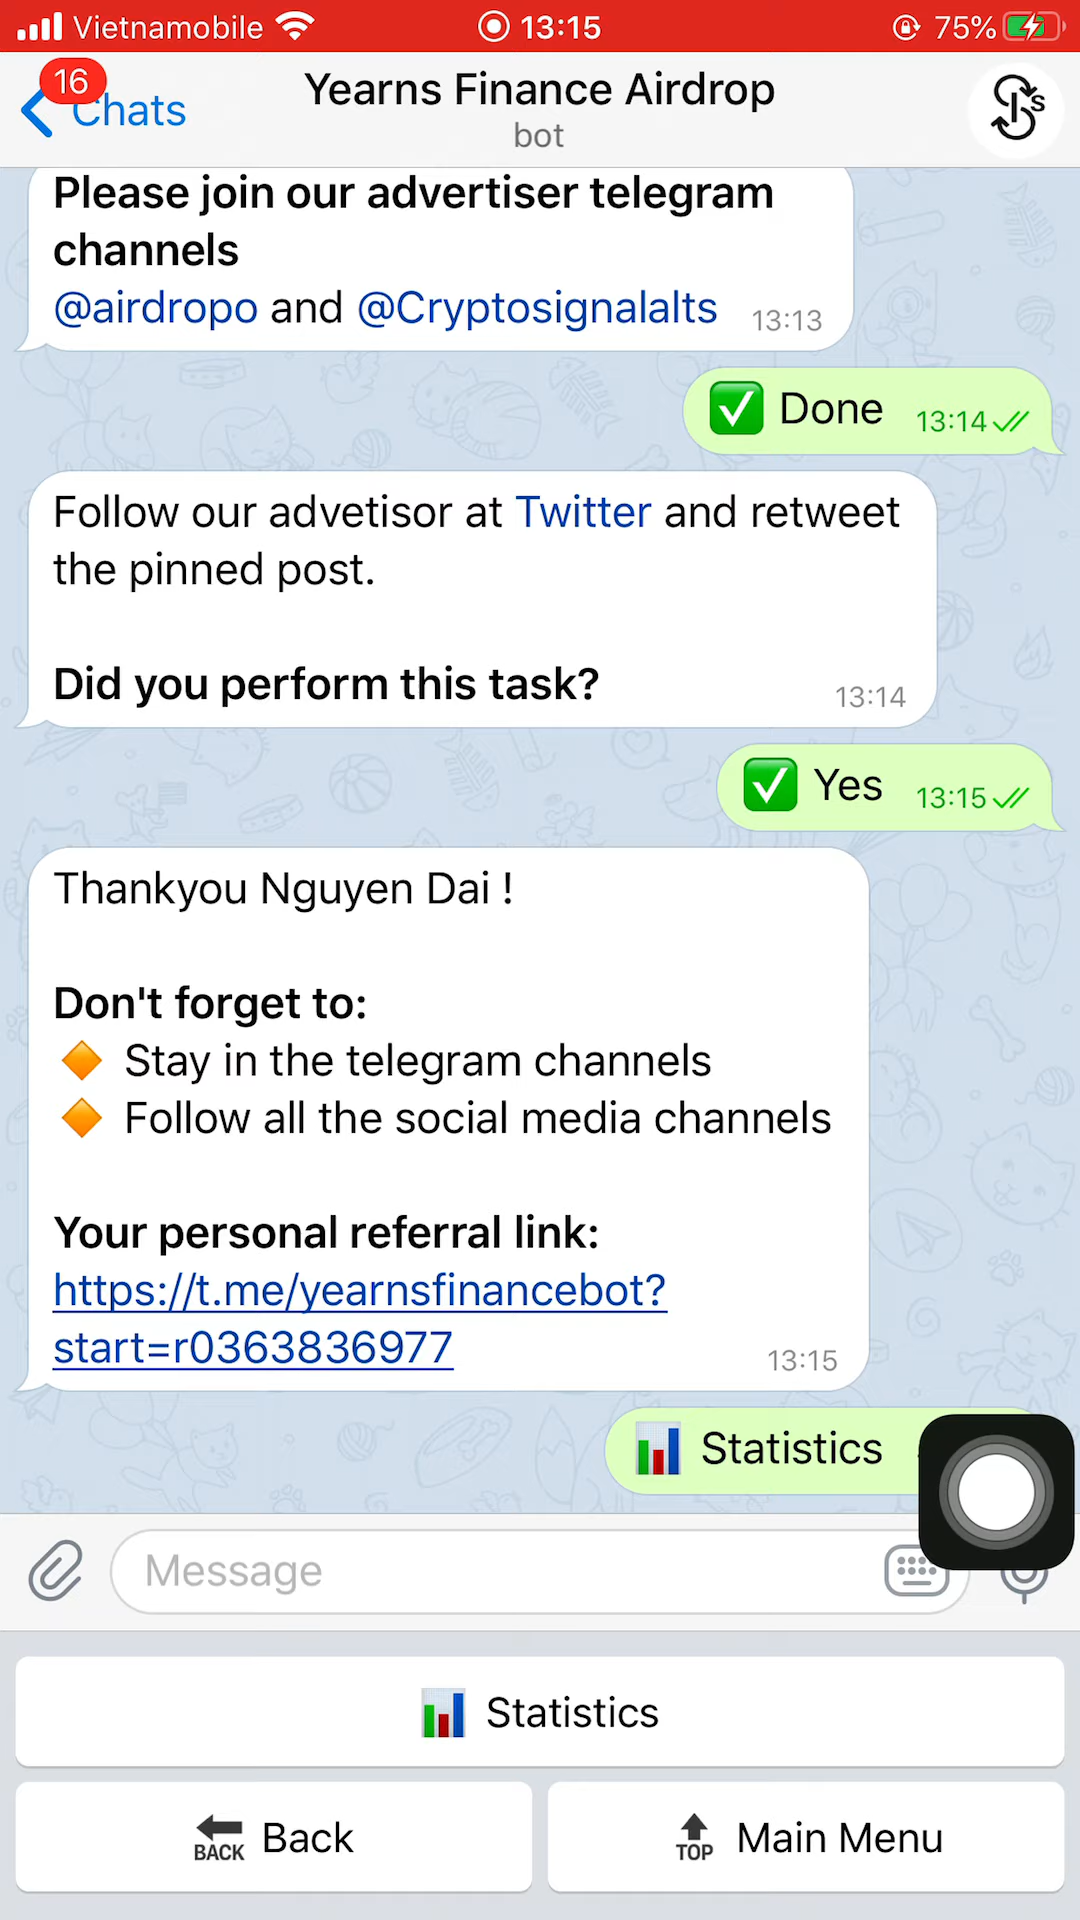 Vietnamobile 13:15 75%
16
Chats
Yearns Finance Airdrop
bot
S
Please join our advertiser telegram
channels
@airdropo and @Cryptosignalalts 13:13
Done 13:14
Follow our advetisor at Twitter and retweet
the pinned post.
Did you perform this task? 13:14
Yes 13:15
Thankyou Nguyen Dai !
Don't forget to:
Stay in the telegram channels
Follow all the social media channels
Your personal referral link:
https://t.me/yearnsfinancebot?
start=r0363836977 13:15
Statistics
Message
Statistics
BACK Back
TOP Main Menu